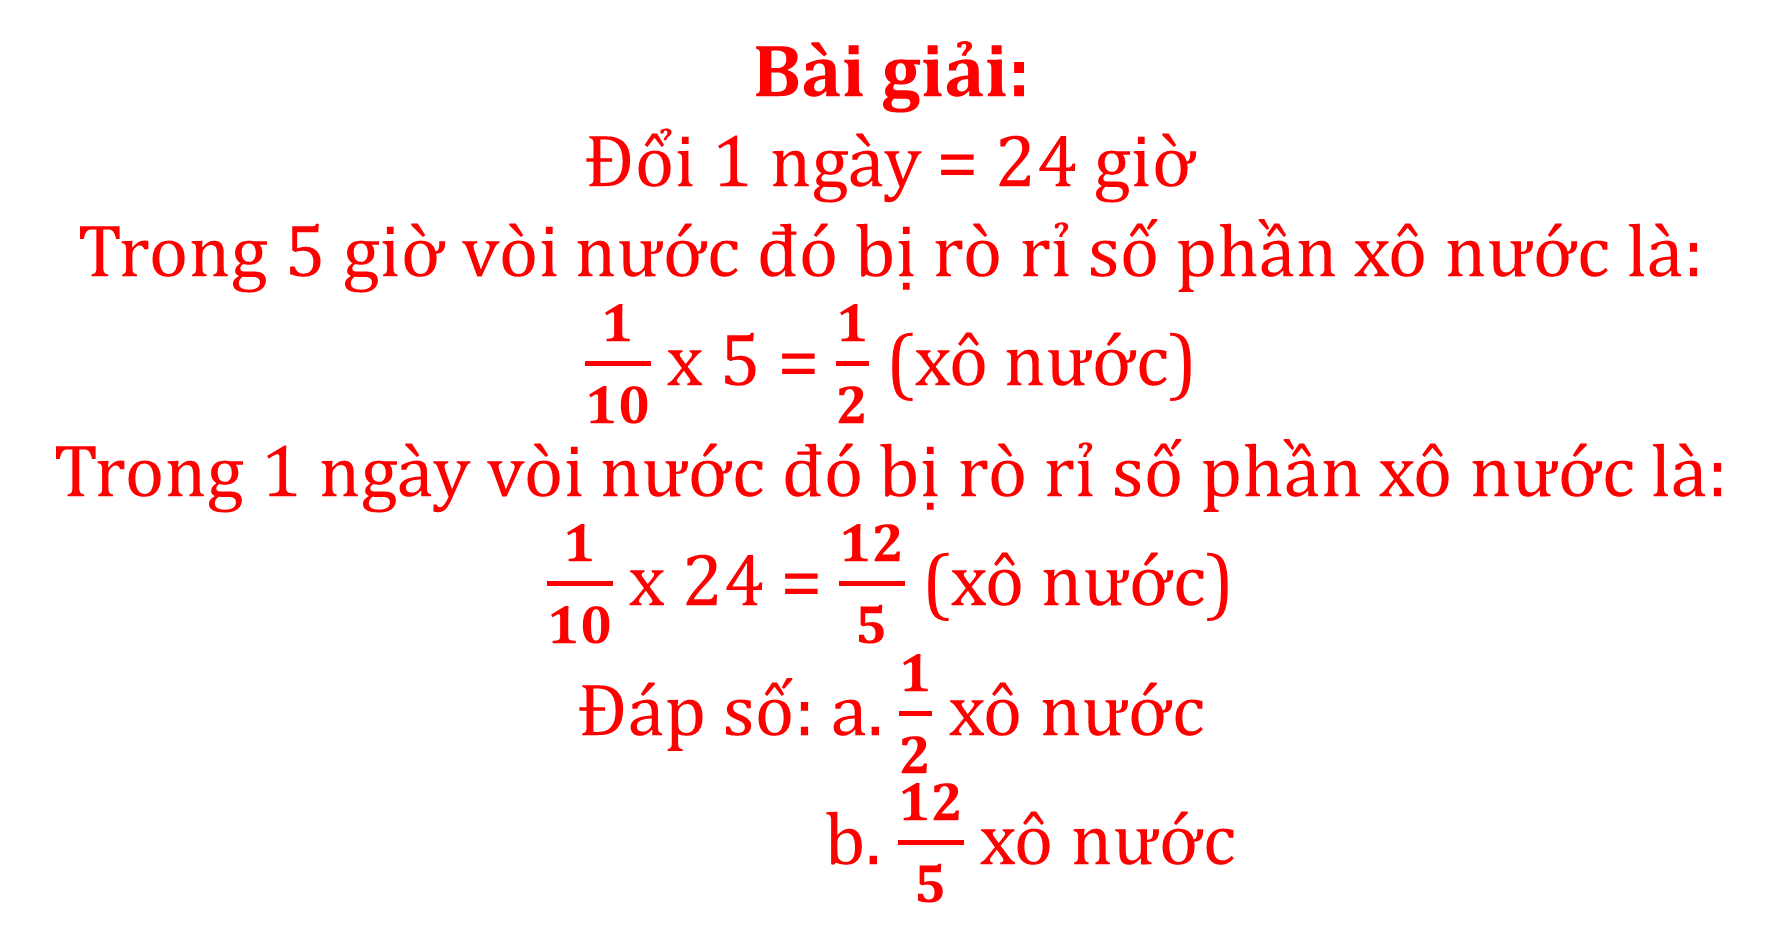 Bài giải:
Đổi 1 ngày = 24 giờ
Trong 5 giờ vòi nước đó bị rò rỉ số phần xô nước là:
1/10 x 5 = 1/2 (xô nước)
Trong 1 ngày vòi nước đó bị rò rỉ số phần xô nước là:
1/10 x 24 = 12/5 (xô nước)
Đáp số: a. 1/2 xô nước
b. 12/5 xô nước